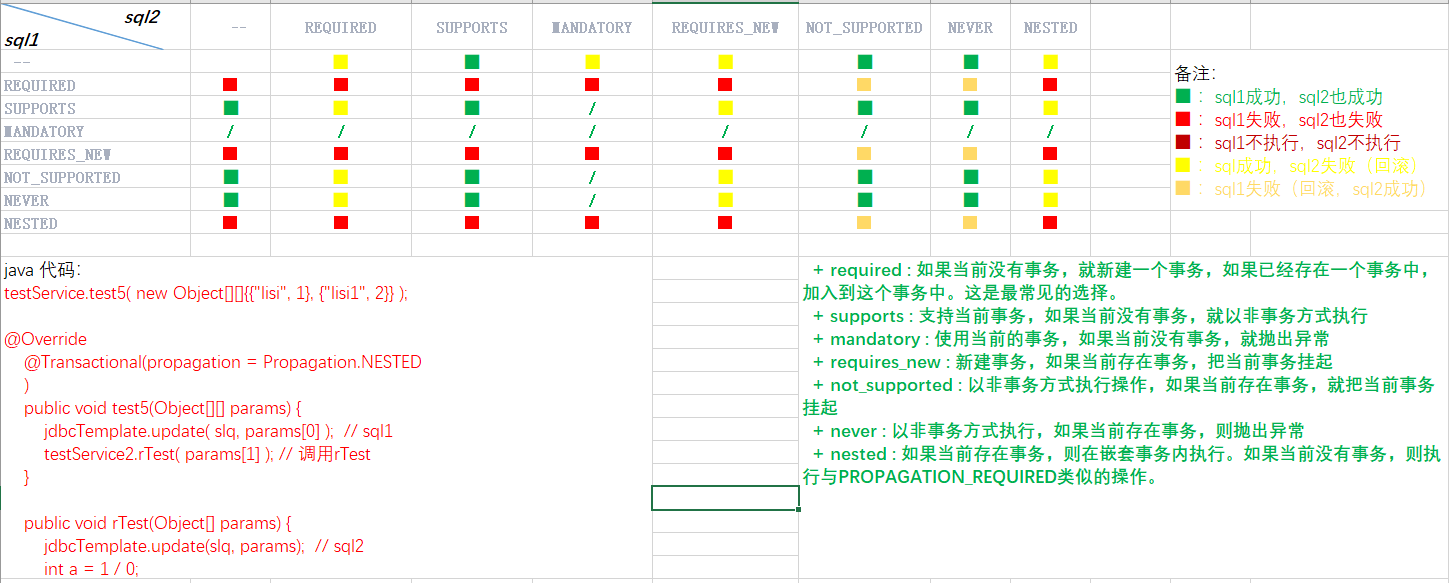 sql2
sql1
-- REQUIRED SUPPORTS MANDATORY REQUIRES_NEW NOT_SUPPORTED NEVER NESTED
--
REQUIRED
SUPPORTS /
MANDATORY / / / / / / / /
REQUIRES_NEW
NOT_SUPPORTED /
NEVER /
NESTED
备注：
： sql1成功，sql2也成功
： sql1失败，sql2也失败
： sql1不执行，sql2不执行
： sql成功，sql2失败（回滚）
： sql1失败（回滚，sql2成功）
java 代码：
testService.test5( new Object[][]{{"lisi", 1}, {"lisi1", 2}} );
@Override
@Transactional(propagation = Propagation.NESTED
)
public void test5(Object[][] params) {
jdbcTemplate.update( slq, params[0] ); // sql1
testService2.rTest( params[1] ); // 调用rTest
}
public void rTest(Object[] params) {
jdbcTemplate.update(slq, params); // sql2
int a = 1 / 0;
+ required : 如果当前没有事务，就新建一个事务，如果已经存在一个事务中，
加入到这个事务中。这是最常见的选择。
+ supports : 支持当前事务，如果当前没有事务，就以非事务方式执行
+ mandatory : 使用当前的事务，如果当前没有事务，就抛出异常
+ requires_new : 新建事务，如果当前存在事务，把当前事务挂起
+ not_supported : 以非事务方式执行操作，如果当前存在事务，就把当前事务
挂起
+ never : 以非事务方式执行，如果当前存在事务，则抛出异常
+ nested : 如果当前存在事务，则在嵌套事务内执行。如果当前没有事务，则执
行与PROPAGATION_REQUIRED类似的操作。